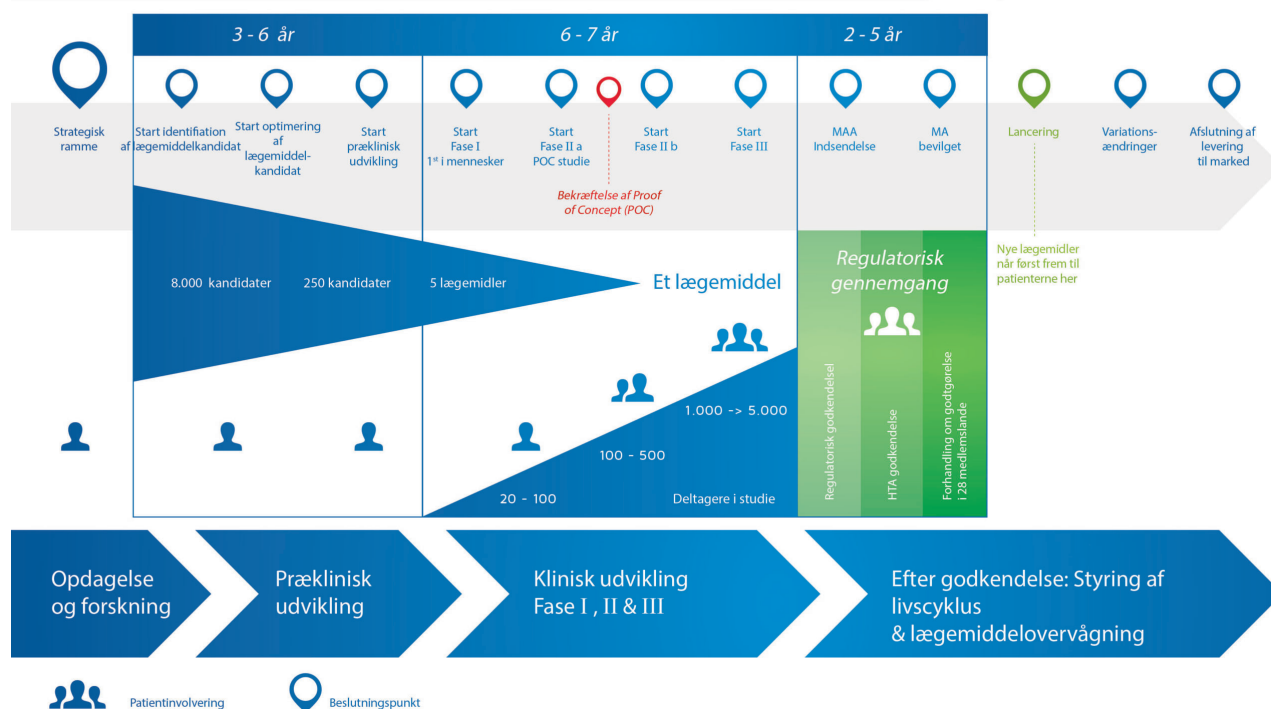 3 - 6 år
6 - 7 år
2 - 5 år
Strategisk
ramme
Start identifiation
af lægemiddelkandidat
Start optimering
af
lægemiddel-
kandidat
Start
præklinisk
udvikling
Start
Fase I
1st i mennesker
Start
Fase II a
POC studie
Start
Fase II b
Start
Fase III
MAA
Indsendelse
MA
bevilget
Lancering
Variations-
ændringer
Afslutning af
levering
til marked
Bekræftelse af Proof
of Concept (POC)
8.000 kandidater
250 kandidater
5 lægemidler
Et lægemiddel
Regulatorisk
gennemgang
Nye lægemidler
når først frem til
patienterne her
20 - 100
100 - 500
1.000 -> 5.000
Deltagere i studie
Regulatorisk godkendelsel
HTA godkendelse
Forhandling om godtgørelse
i 28 medlemslande
Opdagelse
og forskning
Præklinisk
udvikling
Klinisk udvikling
Fase I , II & III
Efter godkendelse: Styring af
livscyklus
& lægemiddelovervågning
Patientinvolvering
Beslutningspunkt